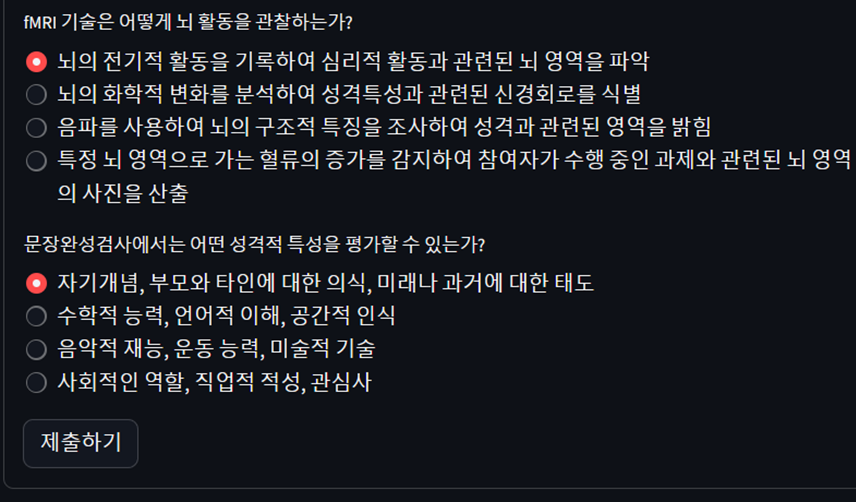 fMRI 기술은 어떻게 뇌 활동을 관찰하는가?
뇌의 전기적 활동을 기록하여 심리적 활동과 관련된 뇌 영역을 파악
뇌의 화학적 변화를 분석하여 성격특성과 관련된 신경회로를 식별
음파를 사용하여 뇌의 구조적 특징을 조사하여 성격과 관련된 영역을 밝힘
특정 뇌 영역으로 가는 혈류의 증가를 감지하여 참여자가 수행 중인 과제와 관련된 뇌 영역
의 사진을 산출
문장완성검사에서는 어떤 성격적 특성을 평가할 수 있는가?
자기개념, 부모와 타인에 대한 의식, 미래나 과거에 대한 태도
수학적 능력, 언어적 이해, 공간적 인식
음악적 재능, 운동 능력, 미술적 기술
사회적인 역할, 직업적 적성, 관심사
제출하기